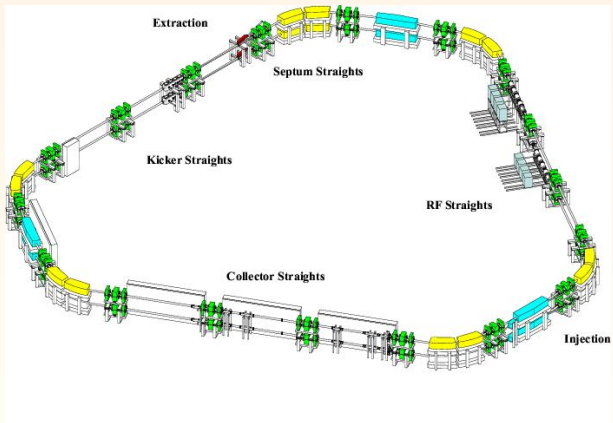 Extraction
Septum Straights
Kicker Straights
RF Straights
Collector Straights
Injection